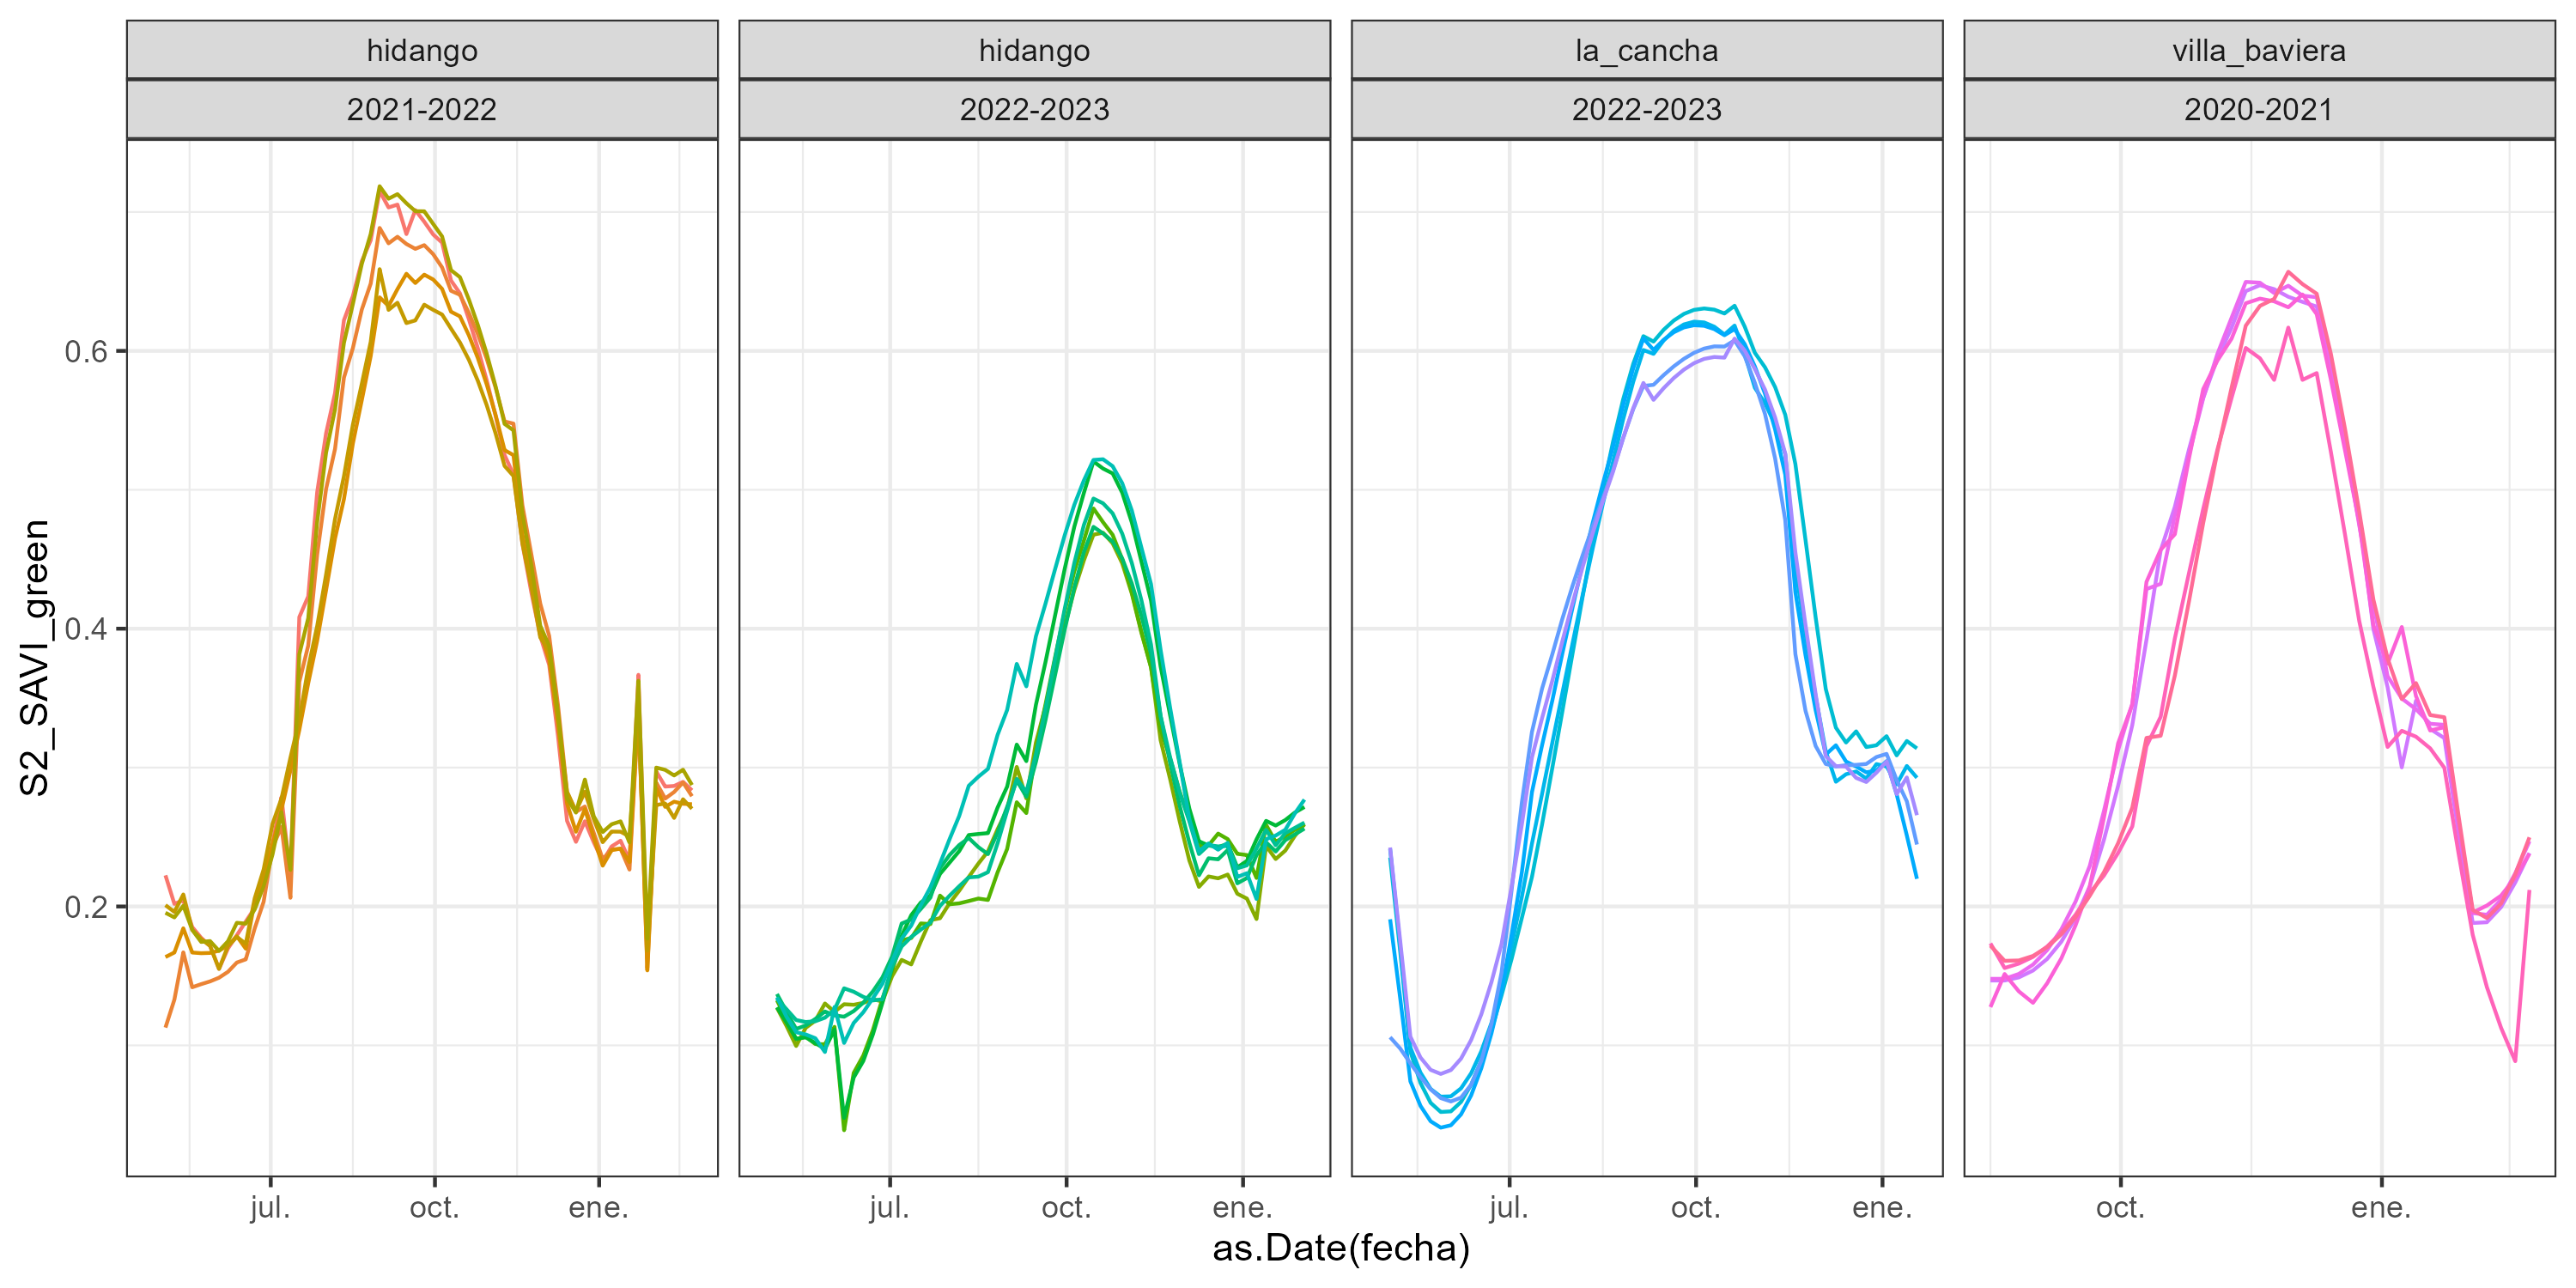 hidango
hidango
la_cancha
villa_baviera
2021-2022
2022-2023
2022-2023
2020-2021
S2_SAVI_green
0.6
0.4
0.2
jul.
oct.
ene.
jul.
oct.
ene.
jul.
oct.
ene.
oct.
ene.
as.Date(fecha)